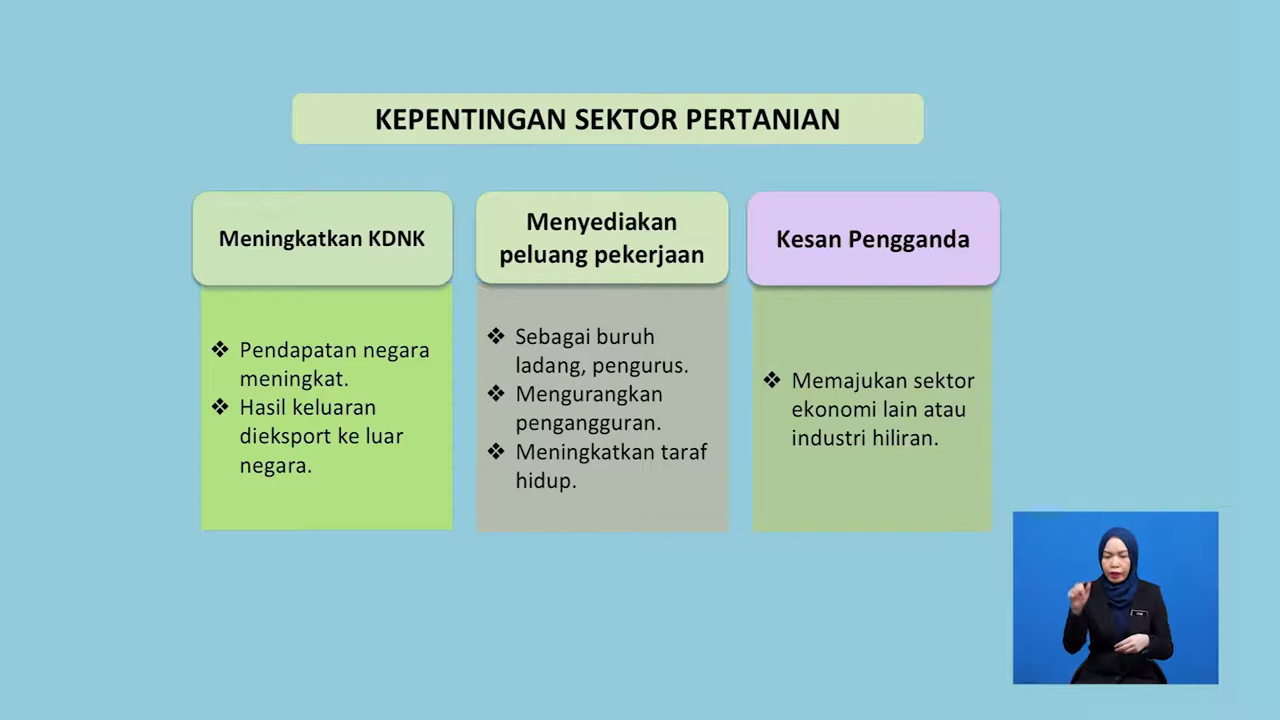 KEPENTINGAN SEKTOR PERTANIAN
Meningkatkan KDNK
❖ Pendapatan negara
meningkat.
❖ Hasil keluaran
dieksport ke luar
negara.
Menyediakan
peluang pekerjaan
❖ Sebagai buruh
ladang, pengurus.
❖ Mengurangkan
pengangguran.
❖ Meningkatkan taraf
hidup.
Kesan Pengganda
❖ Memajukan sektor
ekonomi lain atau
industri hiliran.